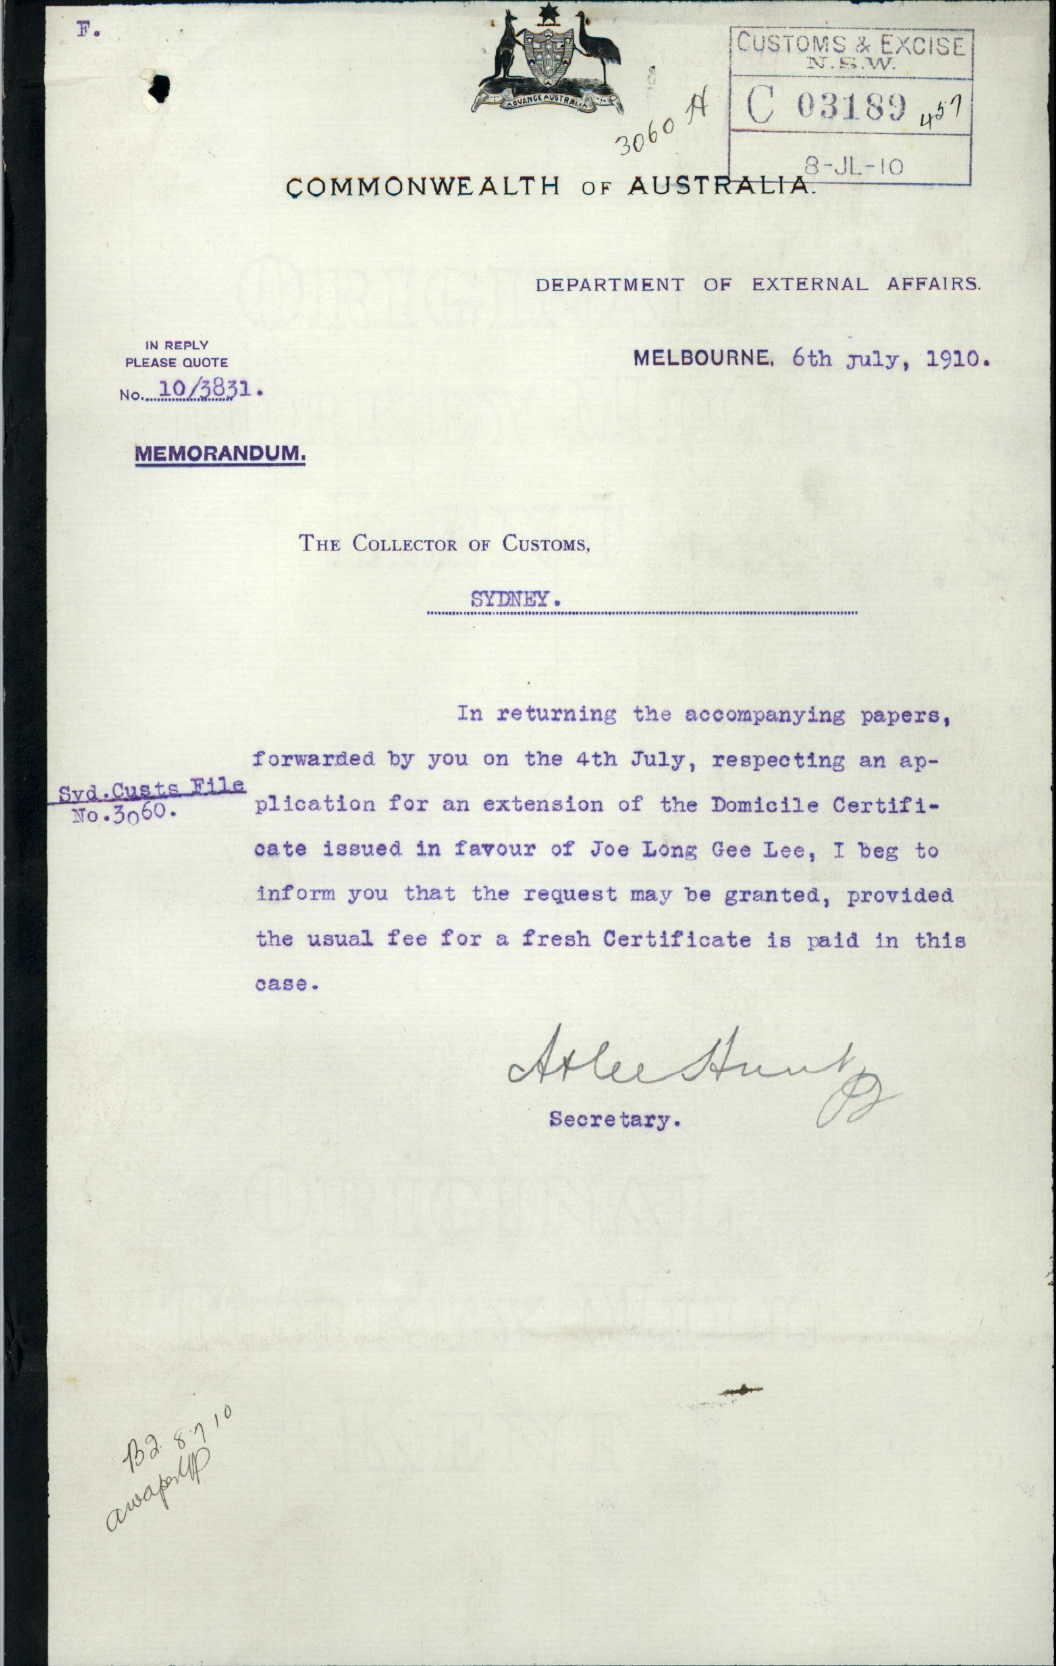 F.
ADVANCE AUSTRALIA
CUSTOMS & EXCISE
N.S.W.
C 03189 457
8-JL-10
3060 A
COMMONWEALTH OF AUSTRALIA.
DEPARTMENT OF EXTERNAL AFFAIRS.
IN REPLY
PLEASE QUOTE
No. 10/3831.
MELBOURNE, 6th July, 1910.
MEMORANDUM.
THE COLLECTOR OF CUSTOMS,
SYDNEY.
In returning the accompanying papers,
forwarded by you on the 4th July, respecting an ap-
Syd.Custs File
No.3060.
plication for an extension of the Domicile Certifi-
cate issued in favour of Joe Long Gee Lee, I beg to
inform you that the request may be granted, provided
the usual fee for a fresh Certificate is paid in this
case.
Atlee Hunt
Secretary.
B2 8.7.10